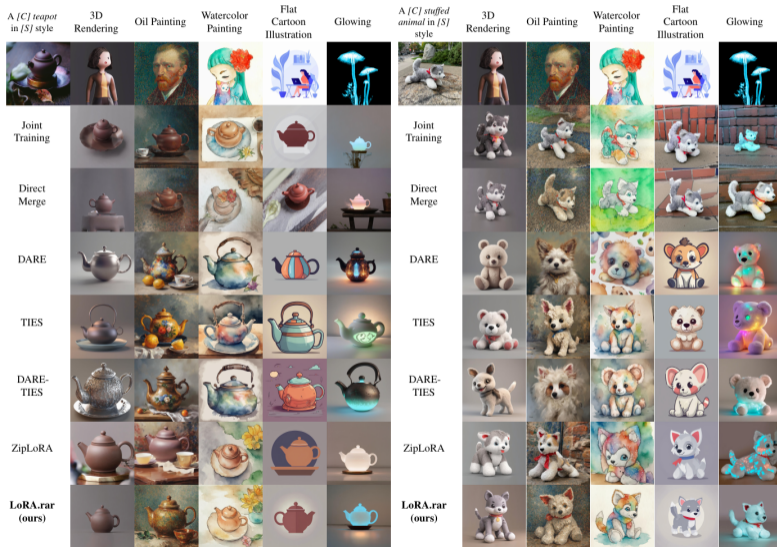 A [C] teapot
in [S] style
3D
Rendering
Oil Painting
Watercolor
Painting
Flat
Cartoon
Illustration
Glowing
A [C] stuffed
animal in [S]
style
3D
Rendering
Oil Painting
Watercolor
Painting
Flat
Cartoon
Illustration
Glowing
Joint
Training
Joint
Training
Direct
Merge
Direct
Merge
DARE
DARE
TIES
TIES
DARE-
TIES
DARE-
TIES
ZipLoRA
ZipLoRA
LoRA.rar
(ours)
LoRA.rar
(ours)